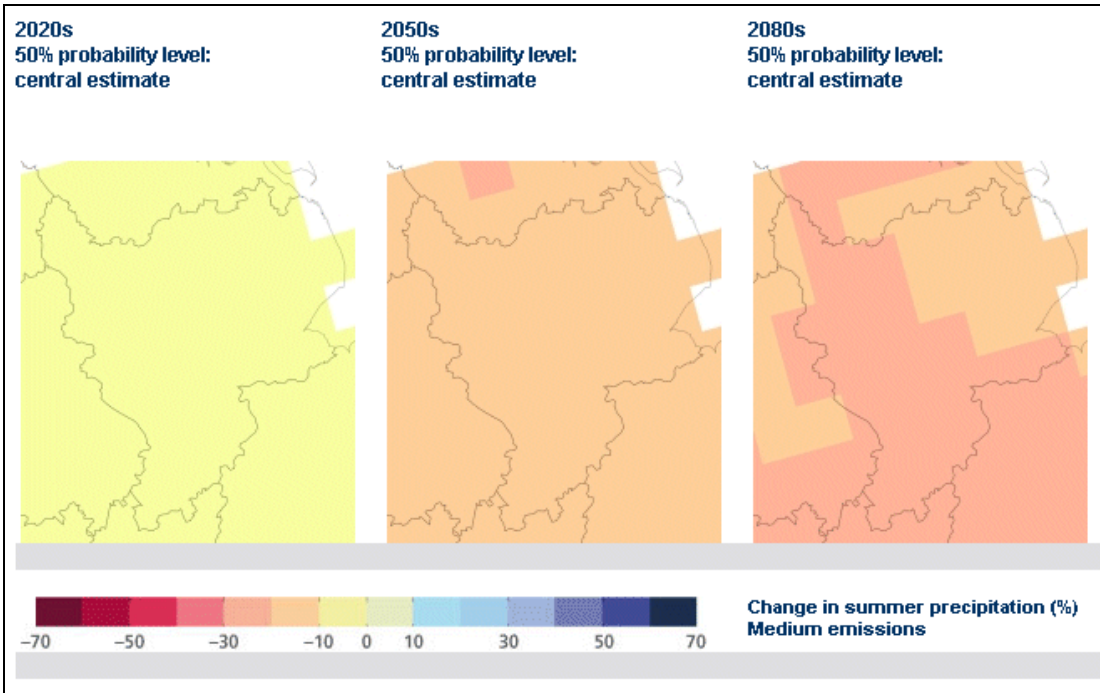 2020s
50% probability level:
central estimate
2050s
50% probability level:
central estimate
2080s
50% probability level:
central estimate
−70 −50 −30 −10 0 10 30 50 70
Change in summer precipitation (%)
Medium emissions